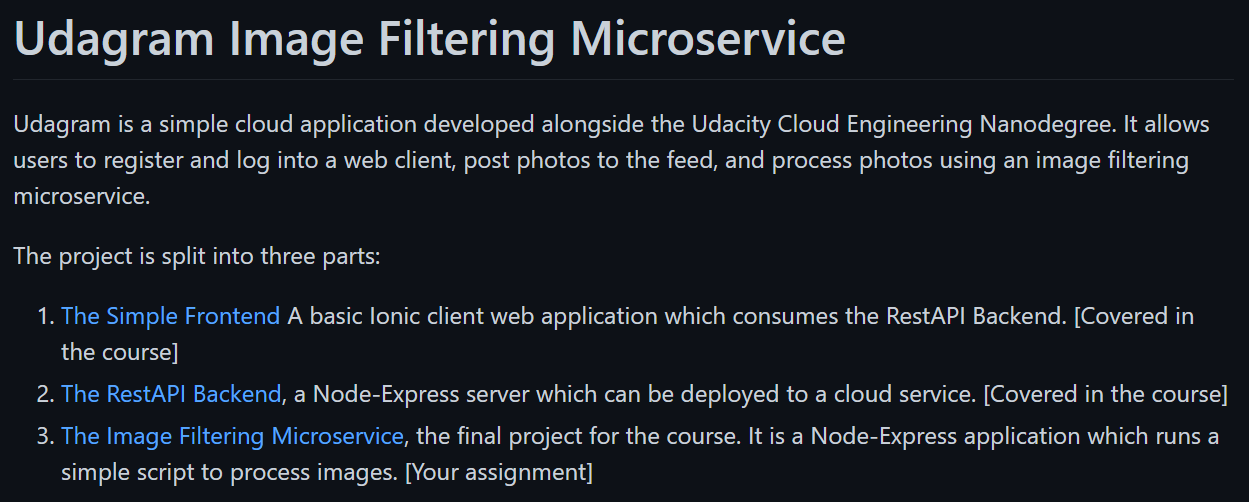 Udagram Image Filtering Microservice
Udagram is a simple cloud application developed alongside the Udacity Cloud Engineering Nanodegree. It allows
users to register and log into a web client, post photos to the feed, and process photos using an image filtering
microservice.
The project is split into three parts:
1. The Simple Frontend A basic Ionic client web application which consumes the RestAPI Backend. [Covered in
the course]
2. The RestAPI Backend, a Node-Express server which can be deployed to a cloud service. [Covered in the course]
3. The Image Filtering Microservice, the final project for the course. It is a Node-Express application which runs a
simple script to process images. [Your assignment]